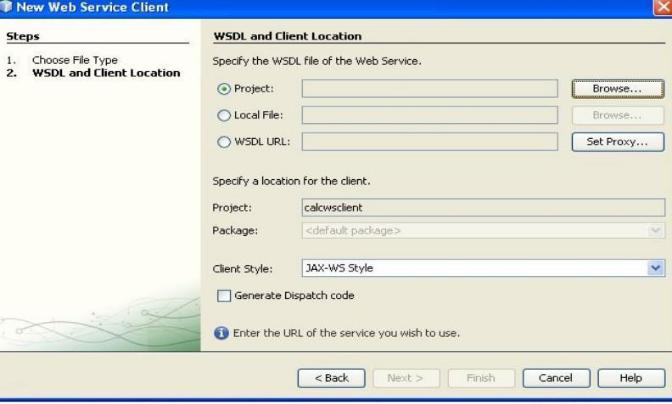 New Web Service Client
Steps
1. Choose File Type
2. WSDL and Client Location
WSDL and Client Location
Specify the WSDL file of the Web Service.
Project: Browse...
Local File: Browse...
WSDL URL: Set Proxy...
Specify a location for the client.
Project: calcwsclient
Package: <default package>
Client Style: JAX-WS Style
Generate Dispatch code
Enter the URL of the service you wish to use.
< Back Next > Finish Cancel Help